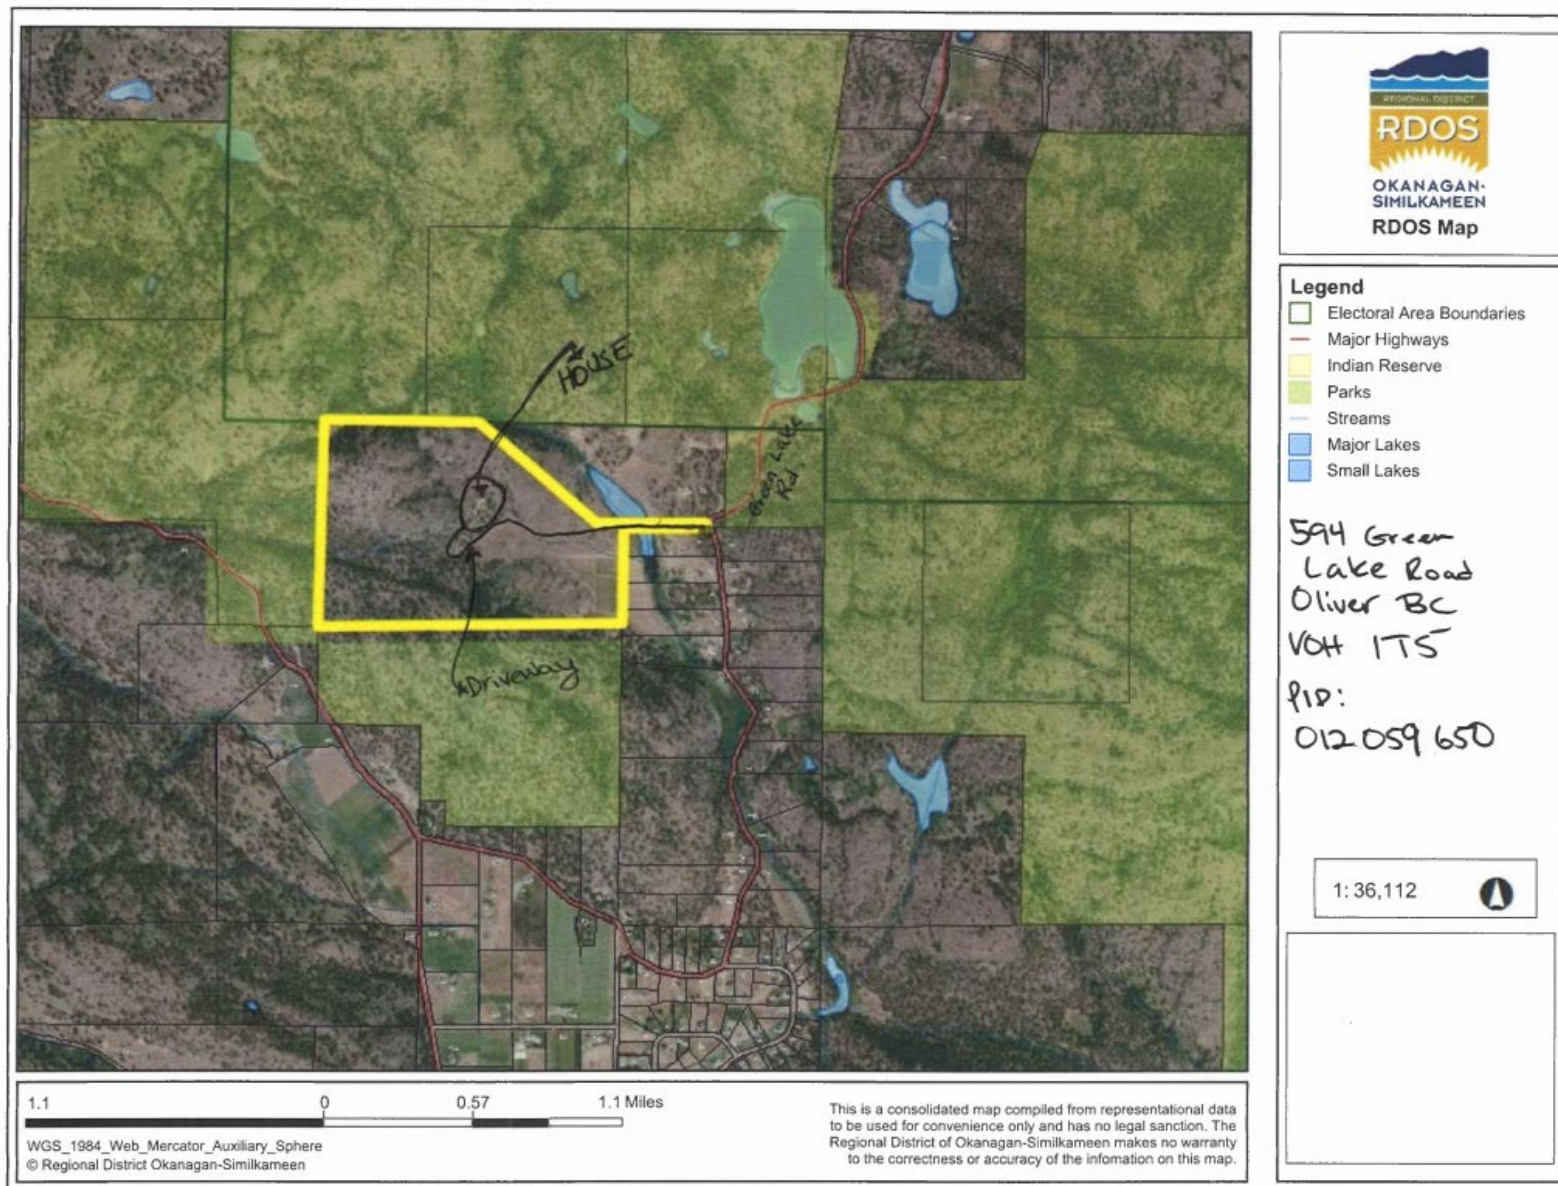 HOUSE
Green Lake
Rd.
Driveway
REGIONAL DISTRICT
RDOS
OKANAGAN-
SIMILKAMEEN
RDOS Map
Legend
Electoral Area Boundaries
Major Highways
Indian Reserve
Parks
Streams
Major Lakes
Small Lakes
594 Green
Lake Road
Oliver BC
V0H 1T5
PID:
012 059 650
1: 36,112
1.1 0 0.57 1.1 Miles
WGS_1984_Web_Mercator_Auxiliary_Sphere
© Regional District Okanagan-Similkameen
This is a consolidated map compiled from representational data
to be used for convenience only and has no legal sanction. The
Regional District of Okanagan-Similkameen makes no warranty
to the correctness or accuracy of the infomation on this map.